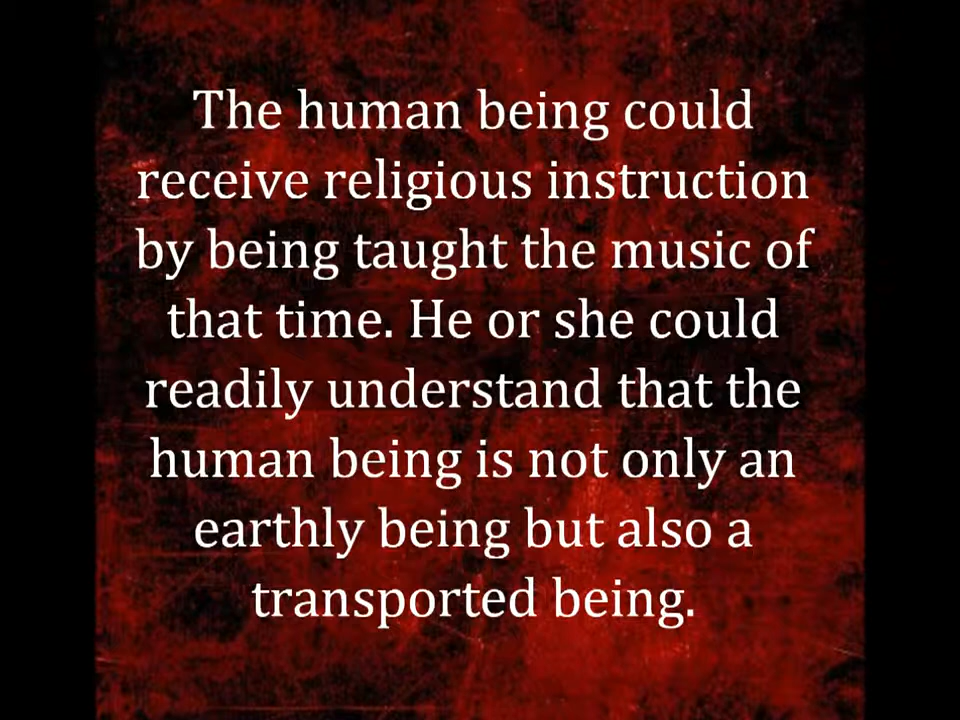 The human being could
receive religious instruction
by being taught the music of
that time. He or she could
readily understand that the
human being is not only an
earthly being but also a
transported being.